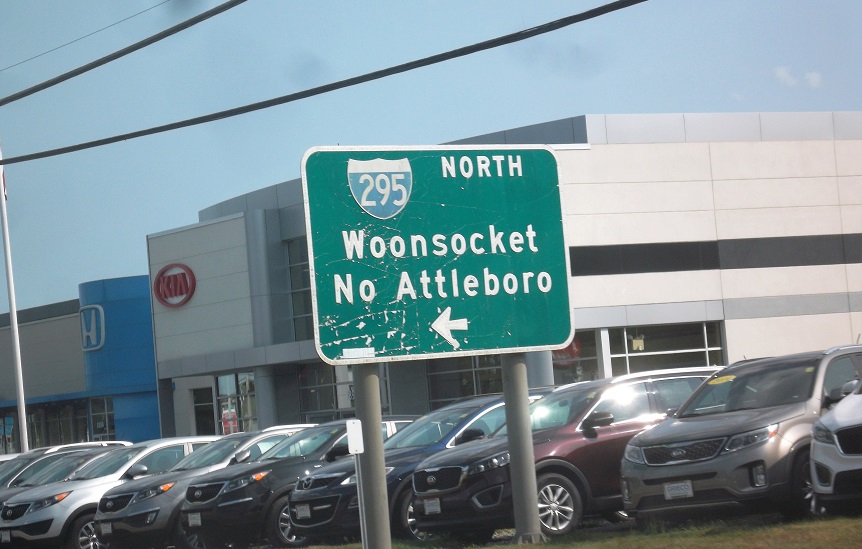 295 NORTH
Woonsocket
No Attleboro
KIA